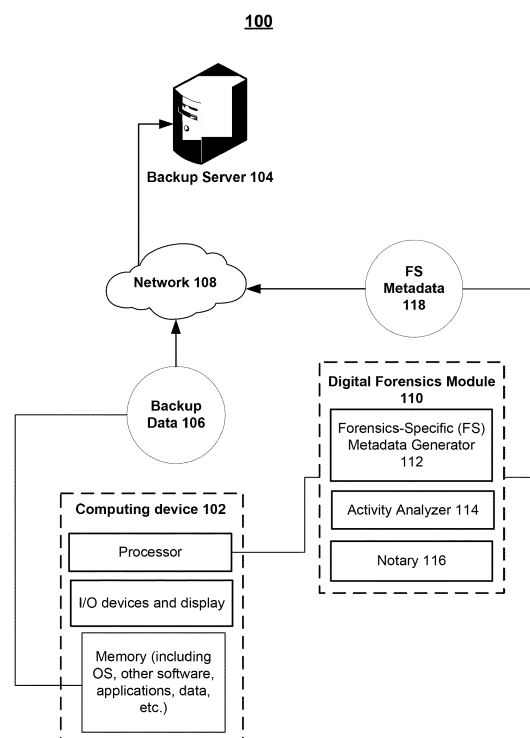 100
Backup Server 104
Network 108
FS
Metadata
118
Backup
Data 106
Digital Forensics Module
110
Forensics-Specific (FS)
Metadata Generator
112
Activity Analyzer 114
Notary 116
Computing device 102
Processor
I/O devices and display
Memory (including
OS, other software,
applications, data,
etc.)